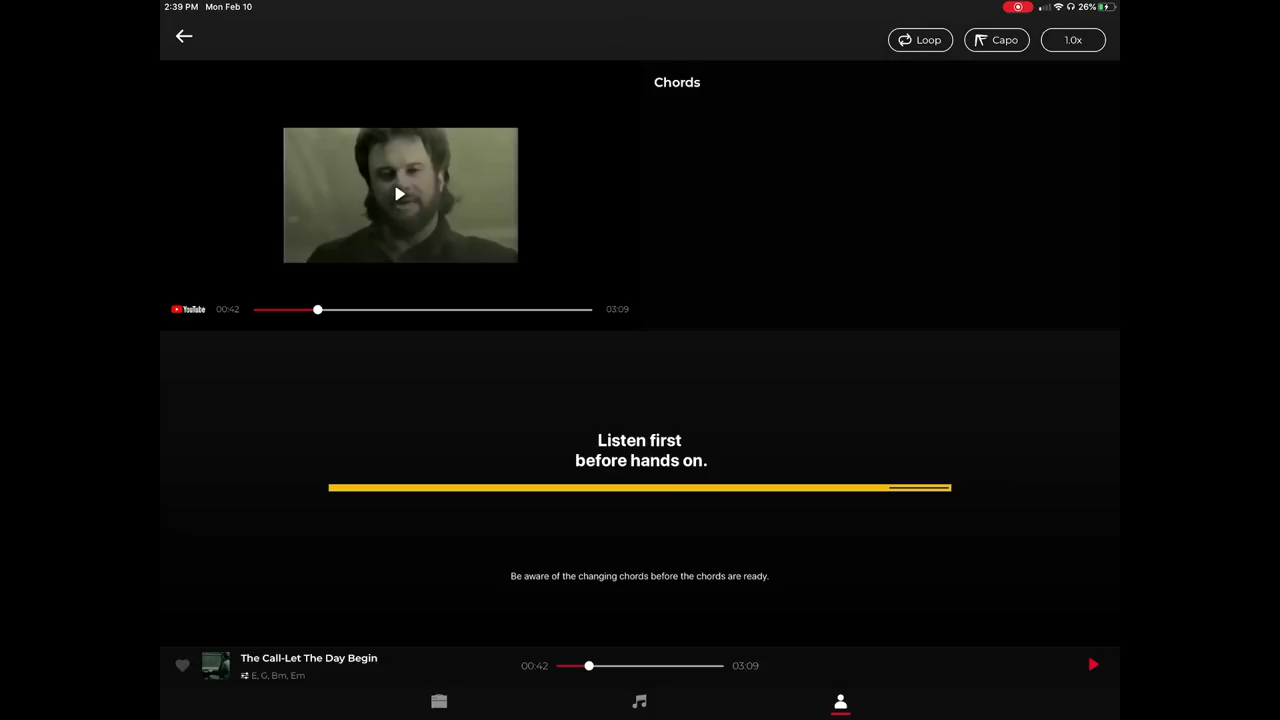 2:39 PM Mon Feb 10
26%
Loop
Capo
1.0x
Chords
YouTube 00:42 03:09
Listen first
before hands on.
Be aware of the changing chords before the chords are ready.
The Call-Let The Day Begin
E, G, Bm, Em
00:42 03:09